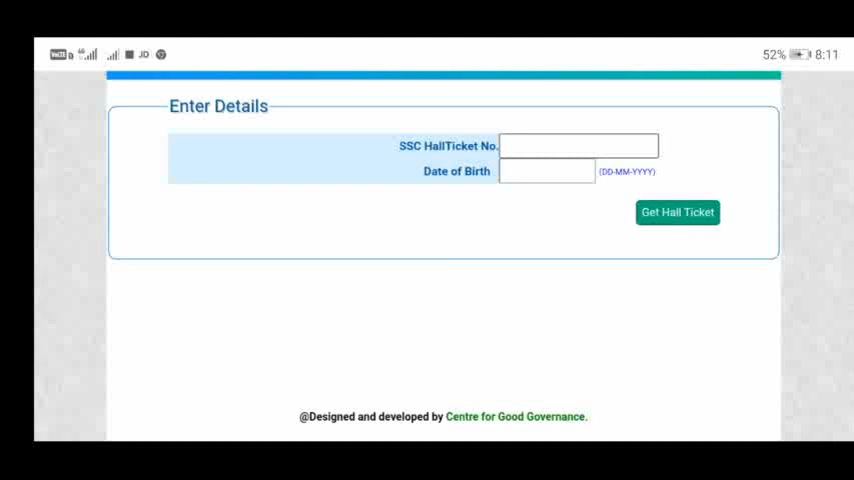 52% 8:11
Enter Details
SSC HallTicket No.
Date of Birth (DD-MM-YYYY)
Get Hall Ticket
@Designed and developed by Centre for Good Governance.